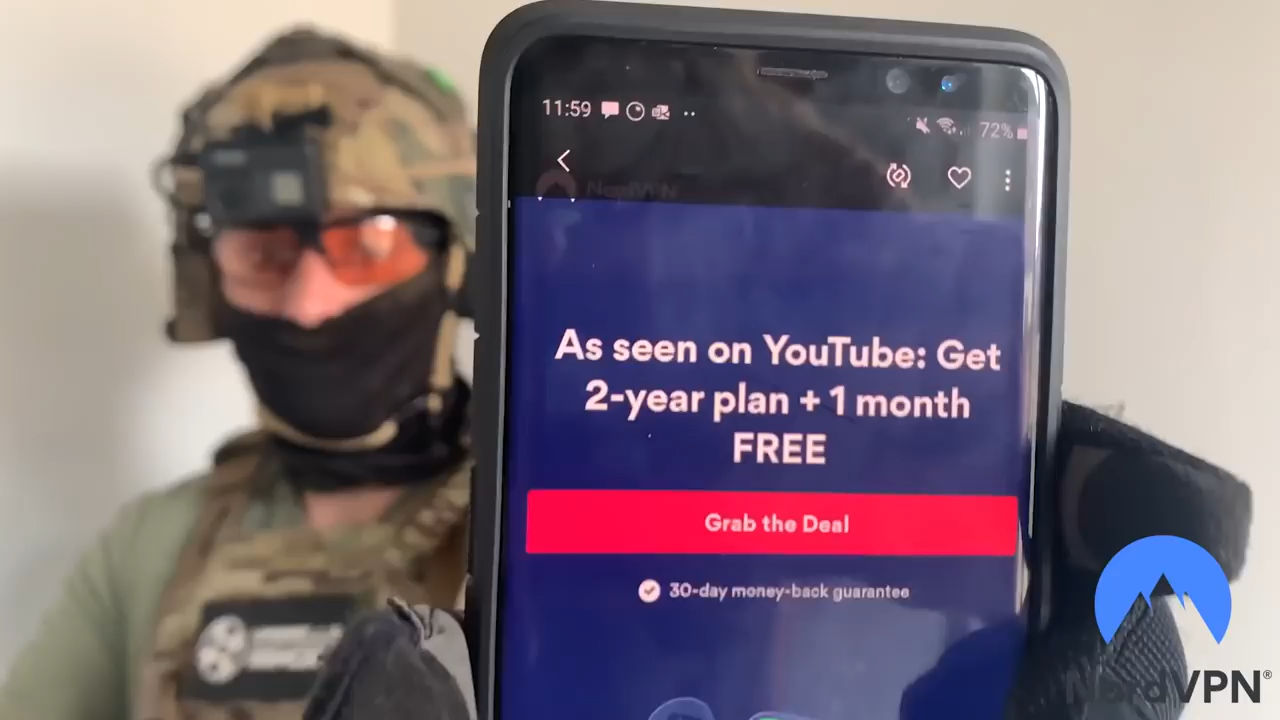 11:59
72%
NordVPN
As seen on YouTube: Get
2-year plan + 1 month
FREE
Grab the Deal
30-day money-back guarantee
NordVPN®